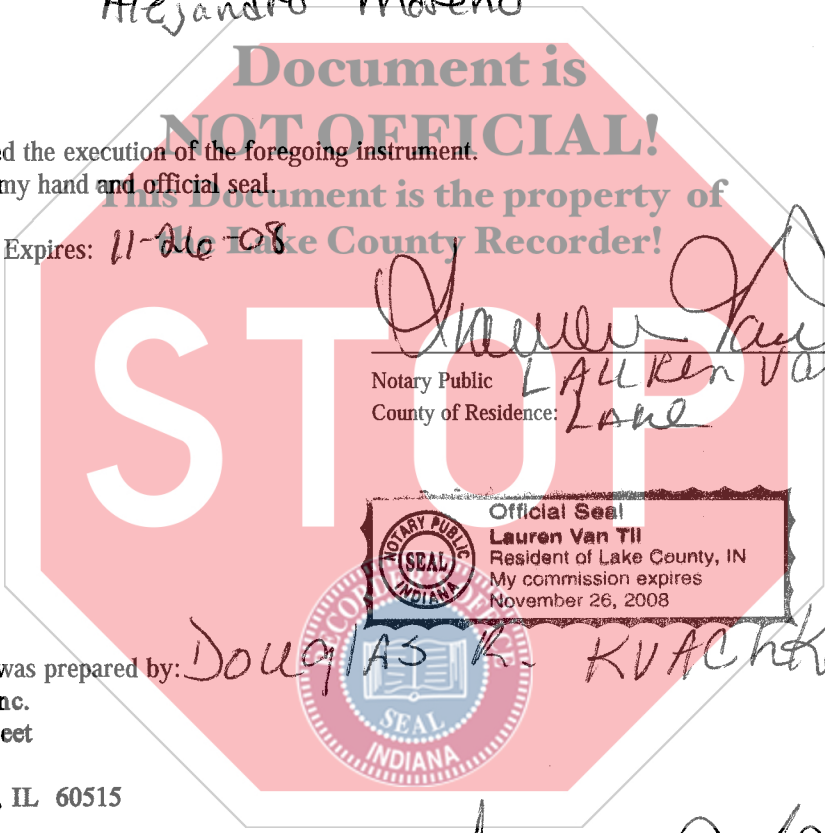 Alejandro Moreno
Document is
NOT OFFICIAL!
ed the execution of the foregoing instrument.
my hand and official seal.
This Document is the property of
the Lake County Recorder!
Expires: 11-26-08
STOP
Notary Public LAUREN Va
County of Residence: LAKE
Official Seal
Lauren Van Til
Resident of Lake County, IN
My commission expires
November 26, 2008
NOTARY PUBLIC
SEAL
INDIANA
was prepared by: Douglas R. KVAChK
nc.
eet
SEAL
INDIANA
, IL 60515